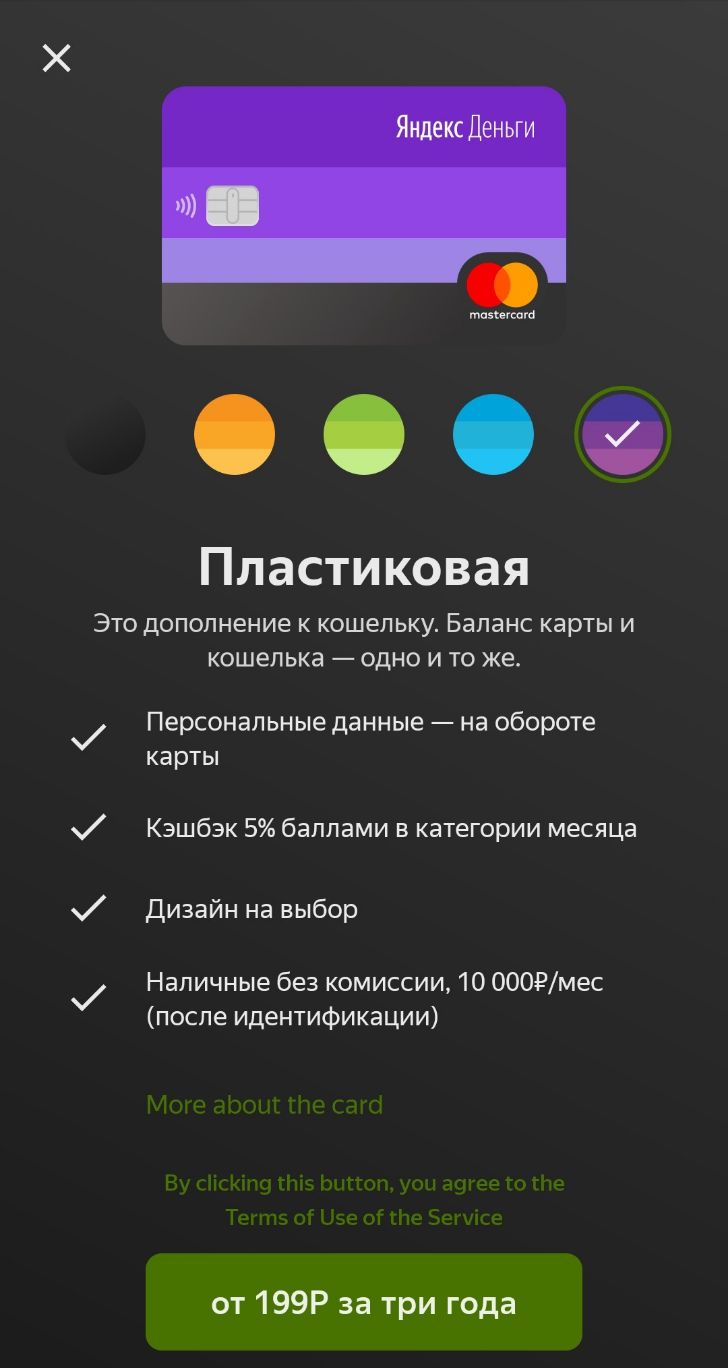 Яндекс Деньги
mastercard
Пластиковая
Это дополнение к кошельку. Баланс карты и
кошелька — одно и то же.
Персональные данные — на обороте
карты
Кэшбэк 5% баллами в категории месяца
Дизайн на выбор
Наличные без комиссии, 10 000₽/мес
(после идентификации)
More about the card
By clicking this button, you agree to the
Terms of Use of the Service
от 199Р за три года